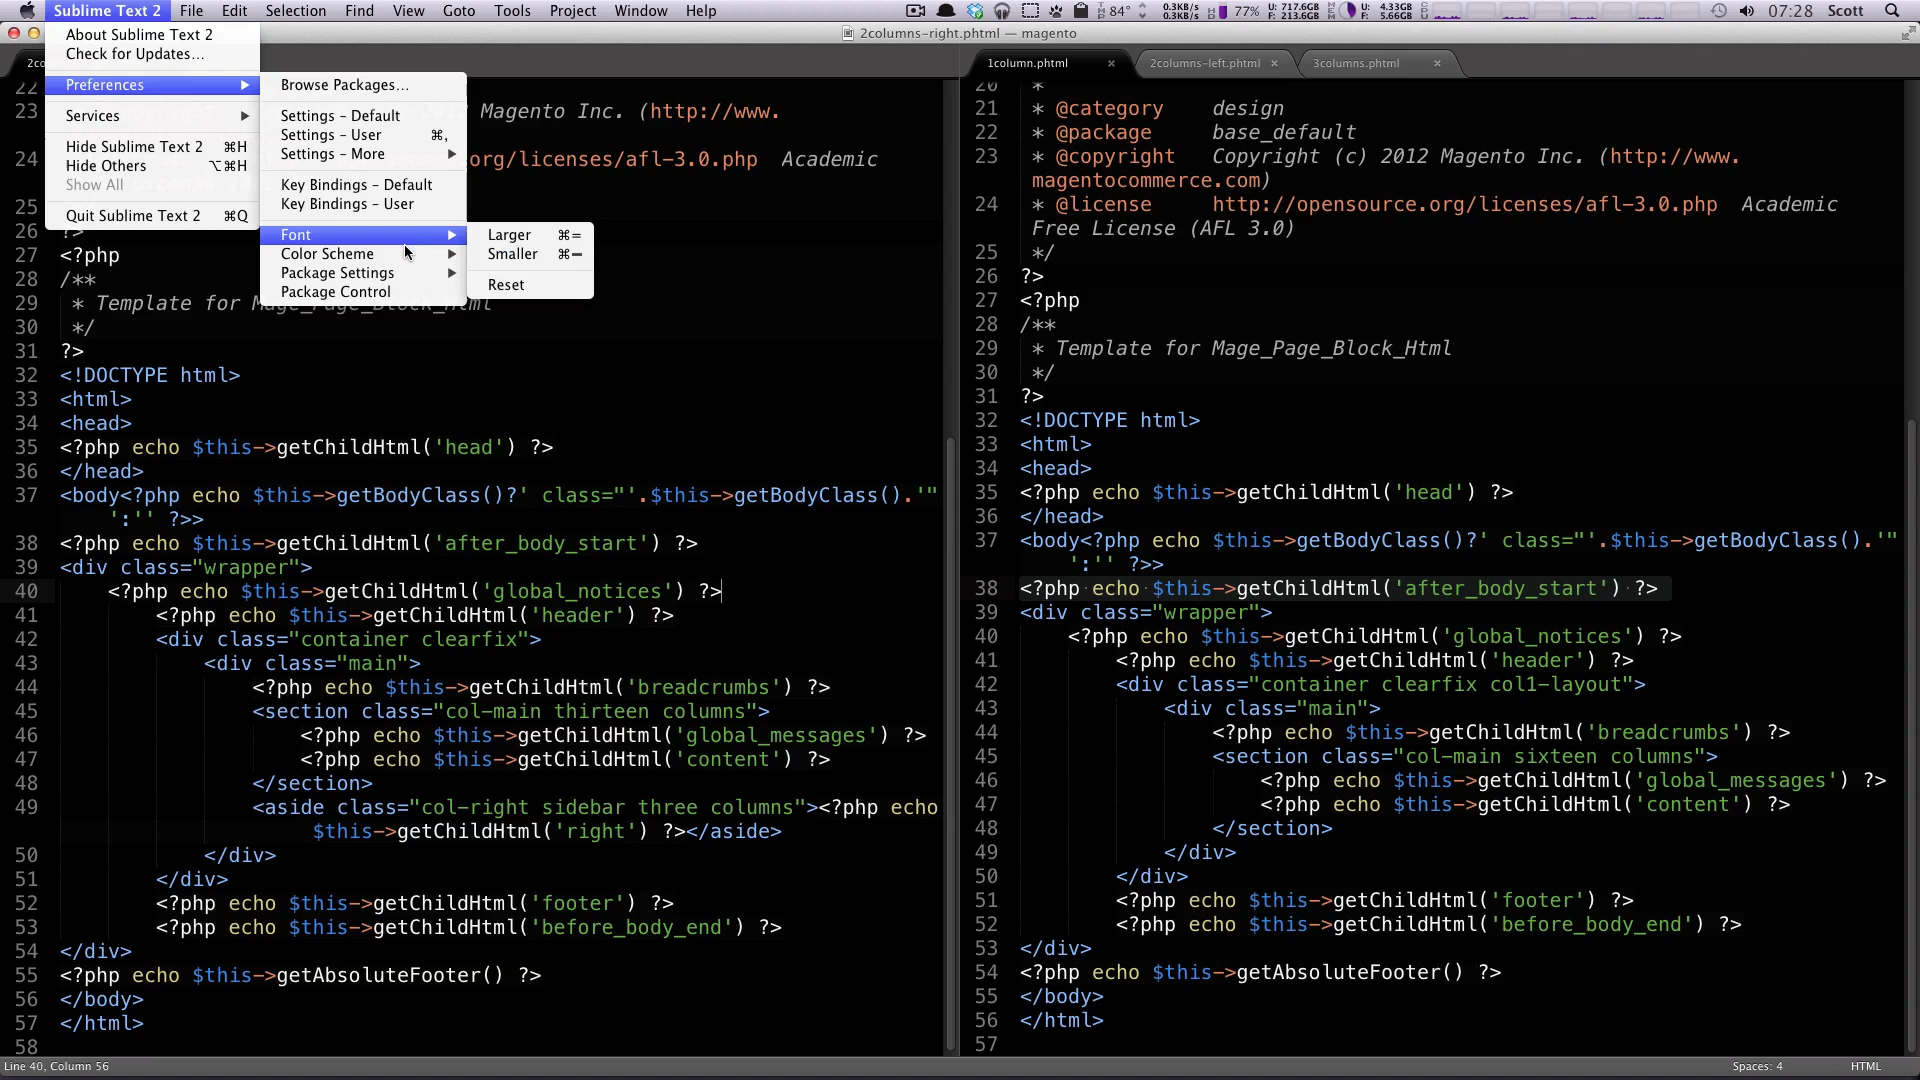 Sublime Text 2 File Edit Selection Find View Goto Tools Project Window Help 84° 0.3KB/s 0.3KB/s 77% U: 717.6GB F: 213.6GB U: 4.33GB F: 5.66GB 07:28 Scott
2columns-right.phtml — magento
About Sublime Text 2
Check for Updates...
Preferences
Services
Hide Sublime Text 2 ⌘H
Hide Others ⌥⌘H
Show All
Quit Sublime Text 2 ⌘Q
Browse Packages...
Settings – Default
Settings – User ⌘,
Settings – More
Key Bindings – Default
Key Bindings – User
Font
Color Scheme
Package Settings
Package Control
Larger ⌘=
Smaller ⌘−
Reset
22
23 Magento Inc. (http://www.
24 org/licenses/afl-3.0.php Academic
25
26 ?>
27 <?php
28 /**
29 * Template for Mage_Page_Block_Html
30 */
31 ?>
32 <!DOCTYPE html>
33 <html>
34 <head>
35 <?php echo $this->getChildHtml('head') ?>
36 </head>
37 <body<?php echo $this->getBodyClass()?' class="'.$this->getBodyClass().'"
':'' ?>>
38 <?php echo $this->getChildHtml('after_body_start') ?>
39 <div class="wrapper">
40 <?php echo $this->getChildHtml('global_notices') ?>
41 <?php echo $this->getChildHtml('header') ?>
42 <div class="container clearfix">
43 <div class="main">
44 <?php echo $this->getChildHtml('breadcrumbs') ?>
45 <section class="col-main thirteen columns">
46 <?php echo $this->getChildHtml('global_messages') ?>
47 <?php echo $this->getChildHtml('content') ?>
48 </section>
49 <aside class="col-right sidebar three columns"><?php echo
$this->getChildHtml('right') ?></aside>
50 </div>
51 </div>
52 <?php echo $this->getChildHtml('footer') ?>
53 <?php echo $this->getChildHtml('before_body_end') ?>
54 </div>
55 <?php echo $this->getAbsoluteFooter() ?>
56 </body>
57 </html>
58
1column.phtml × 2columns-left.phtml × 3columns.phtml ×
20 *
21 * @category design
22 * @package base_default
23 * @copyright Copyright (c) 2012 Magento Inc. (http://www.
magentocommerce.com)
24 * @license http://opensource.org/licenses/afl-3.0.php Academic
Free License (AFL 3.0)
25 */
26 ?>
27 <?php
28 /**
29 * Template for Mage_Page_Block_Html
30 */
31 ?>
32 <!DOCTYPE html>
33 <html>
34 <head>
35 <?php echo $this->getChildHtml('head') ?>
36 </head>
37 <body<?php echo $this->getBodyClass()?' class="'.$this->getBodyClass().'"
':'' ?>>
38 <?php echo $this->getChildHtml('after_body_start') ?>
39 <div class="wrapper">
40 <?php echo $this->getChildHtml('global_notices') ?>
41 <?php echo $this->getChildHtml('header') ?>
42 <div class="container clearfix col1-layout">
43 <div class="main">
44 <?php echo $this->getChildHtml('breadcrumbs') ?>
45 <section class="col-main sixteen columns">
46 <?php echo $this->getChildHtml('global_messages') ?>
47 <?php echo $this->getChildHtml('content') ?>
48 </section>
49 </div>
50 </div>
51 <?php echo $this->getChildHtml('footer') ?>
52 <?php echo $this->getChildHtml('before_body_end') ?>
53 </div>
54 <?php echo $this->getAbsoluteFooter() ?>
55 </body>
56 </html>
57
Line 40, Column 56 Spaces: 4 HTML